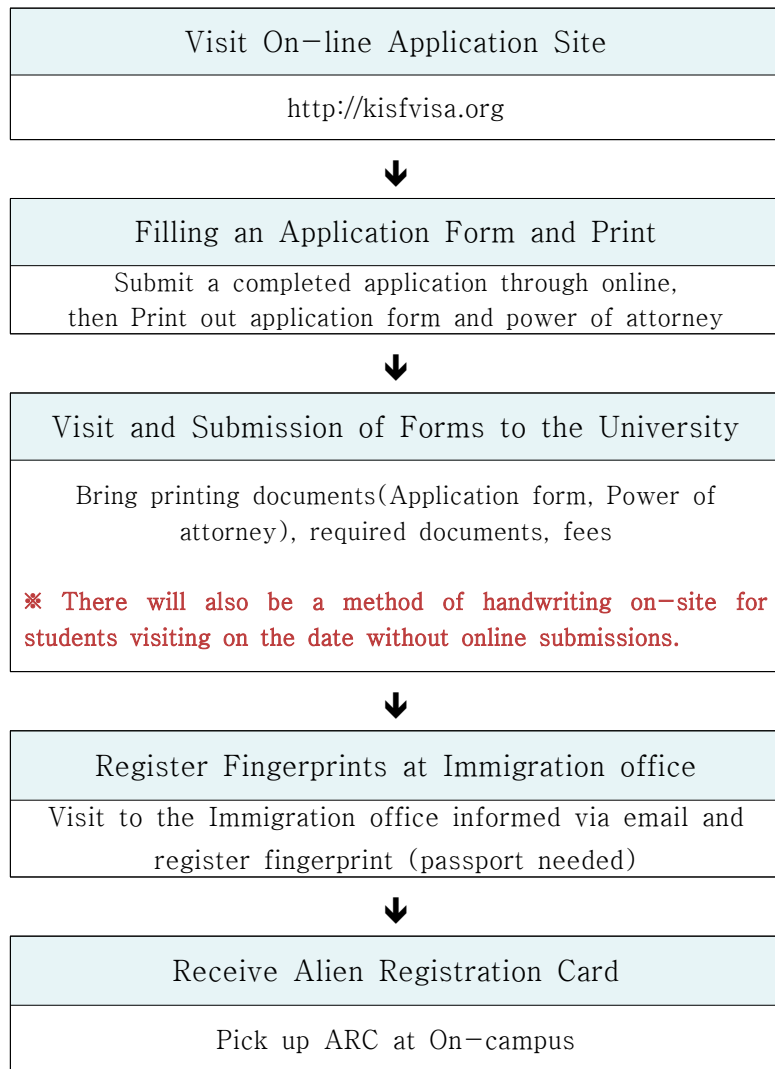 Visit On-line Application Site
http://kisfvisa.org
Filling an Application Form and Print
Submit a completed application through online,
then Print out application form and power of attorney
Visit and Submission of Forms to the University
Bring printing documents(Application form, Power of
attorney), required documents, fees
※ There will also be a method of handwriting on-site for
students visiting on the date without online submissions.
Register Fingerprints at Immigration office
Visit to the Immigration office informed via email and
register fingerprint (passport needed)
Receive Alien Registration Card
Pick up ARC at On-campus